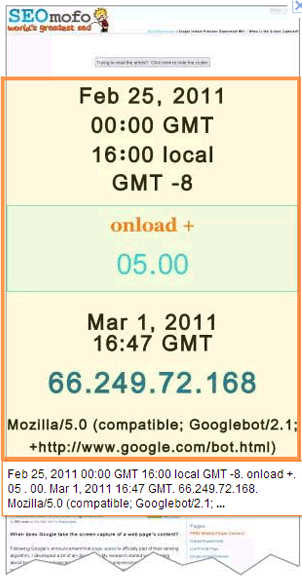 SEOmofo
world's greatest seo
Trying to read the article? Click here to hide the clutter.
Feb 25, 2011
00:00 GMT
16:00 local
GMT -8
onload +
05.00
Mar 1, 2011
16:47 GMT
66.249.72.168
Mozilla/5.0 (compatible; Googlebot/2.1;
+http://www.google.com/bot.html)
Feb 25, 2011 00:00 GMT 16:00 local GMT -8. onload +.
05 . 00. Mar 1, 2011 16:47 GMT. 66.249.72.168.
Mozilla/5.0 (compatible; Googlebot/2.1; ...
When does Google take the screen capture of a web page's content?
Pages